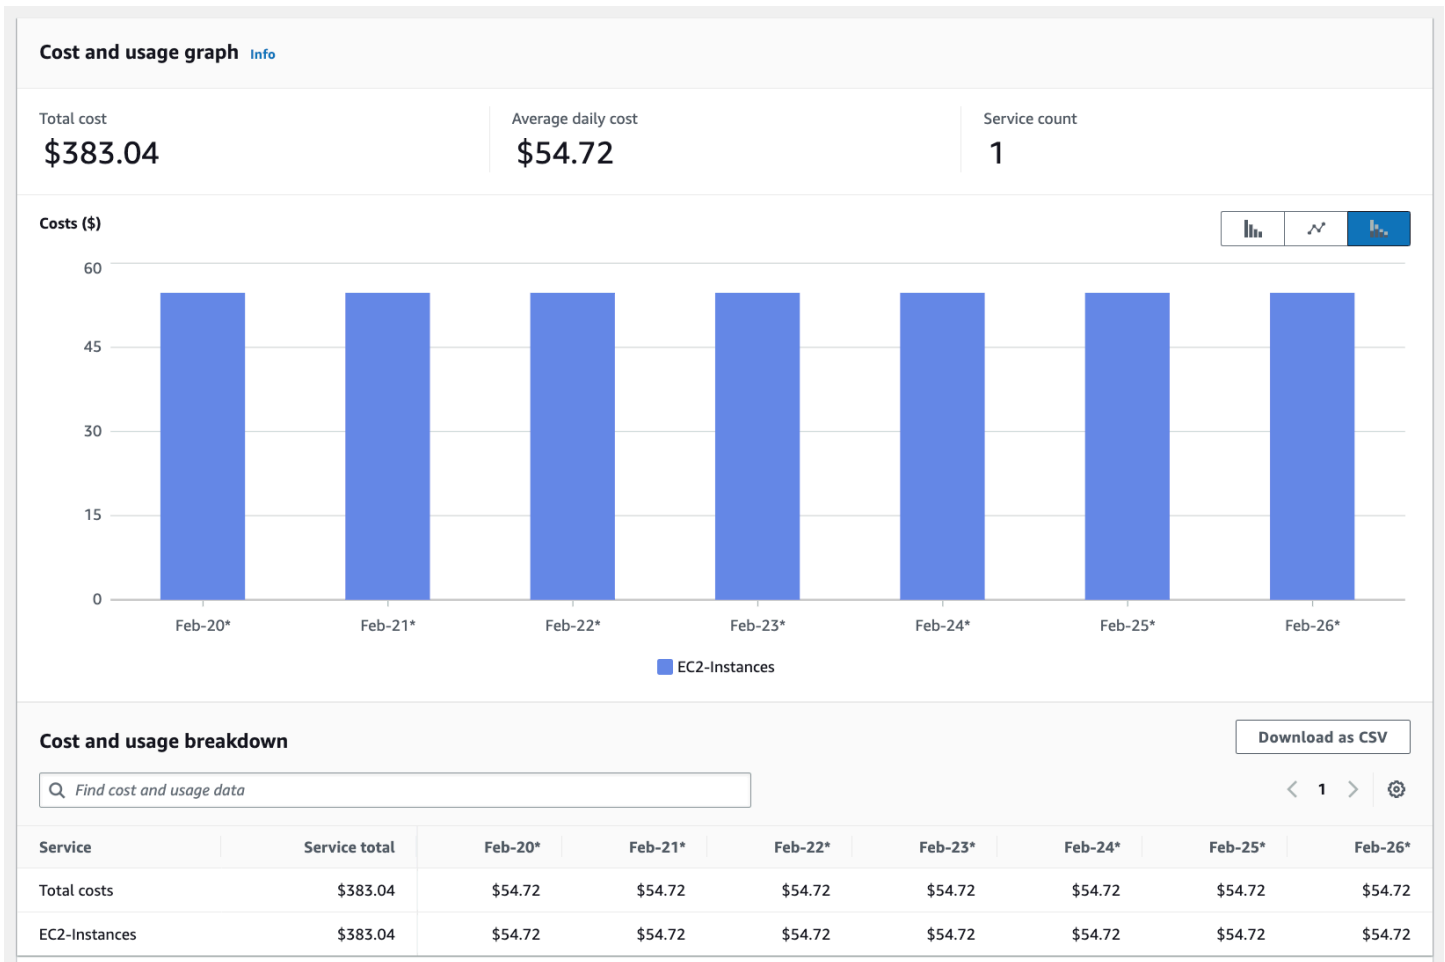 Cost and usage graph Info
Total cost Average daily cost Service count
$383.04 $54.72 1
Costs ($)
60
45
30
15
0
Feb-20* Feb-21* Feb-22* Feb-23* Feb-24* Feb-25* Feb-26*
EC2-Instances
Cost and usage breakdown Download as CSV
Find cost and usage data 1
Service Service total Feb-20* Feb-21* Feb-22* Feb-23* Feb-24* Feb-25* Feb-26*
Total costs $383.04 $54.72 $54.72 $54.72 $54.72 $54.72 $54.72 $54.72
EC2-Instances $383.04 $54.72 $54.72 $54.72 $54.72 $54.72 $54.72 $54.72